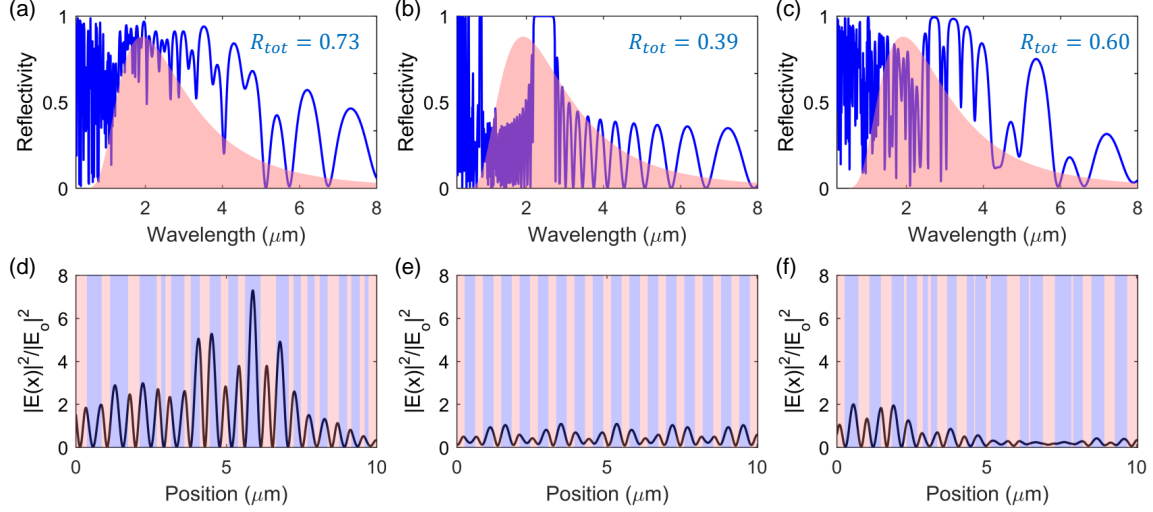 (a)
(b)
(c)
1
0.5
0
Reflectivity
R_tot = 0.73
2
4
6
8
Wavelength (μm)
1
0.5
0
Reflectivity
R_tot = 0.39
2
4
6
8
Wavelength (μm)
1
0.5
0
Reflectivity
R_tot = 0.60
2
4
6
8
Wavelength (μm)
(d)
(e)
(f)
8
6
4
2
0
|E(x)|²/|E_o|²
0
5
10
Position (μm)
8
6
4
2
0
|E(x)|²/|E_o|²
0
5
10
Position (μm)
8
6
4
2
0
|E(x)|²/|E_o|²
0
5
10
Position (μm)